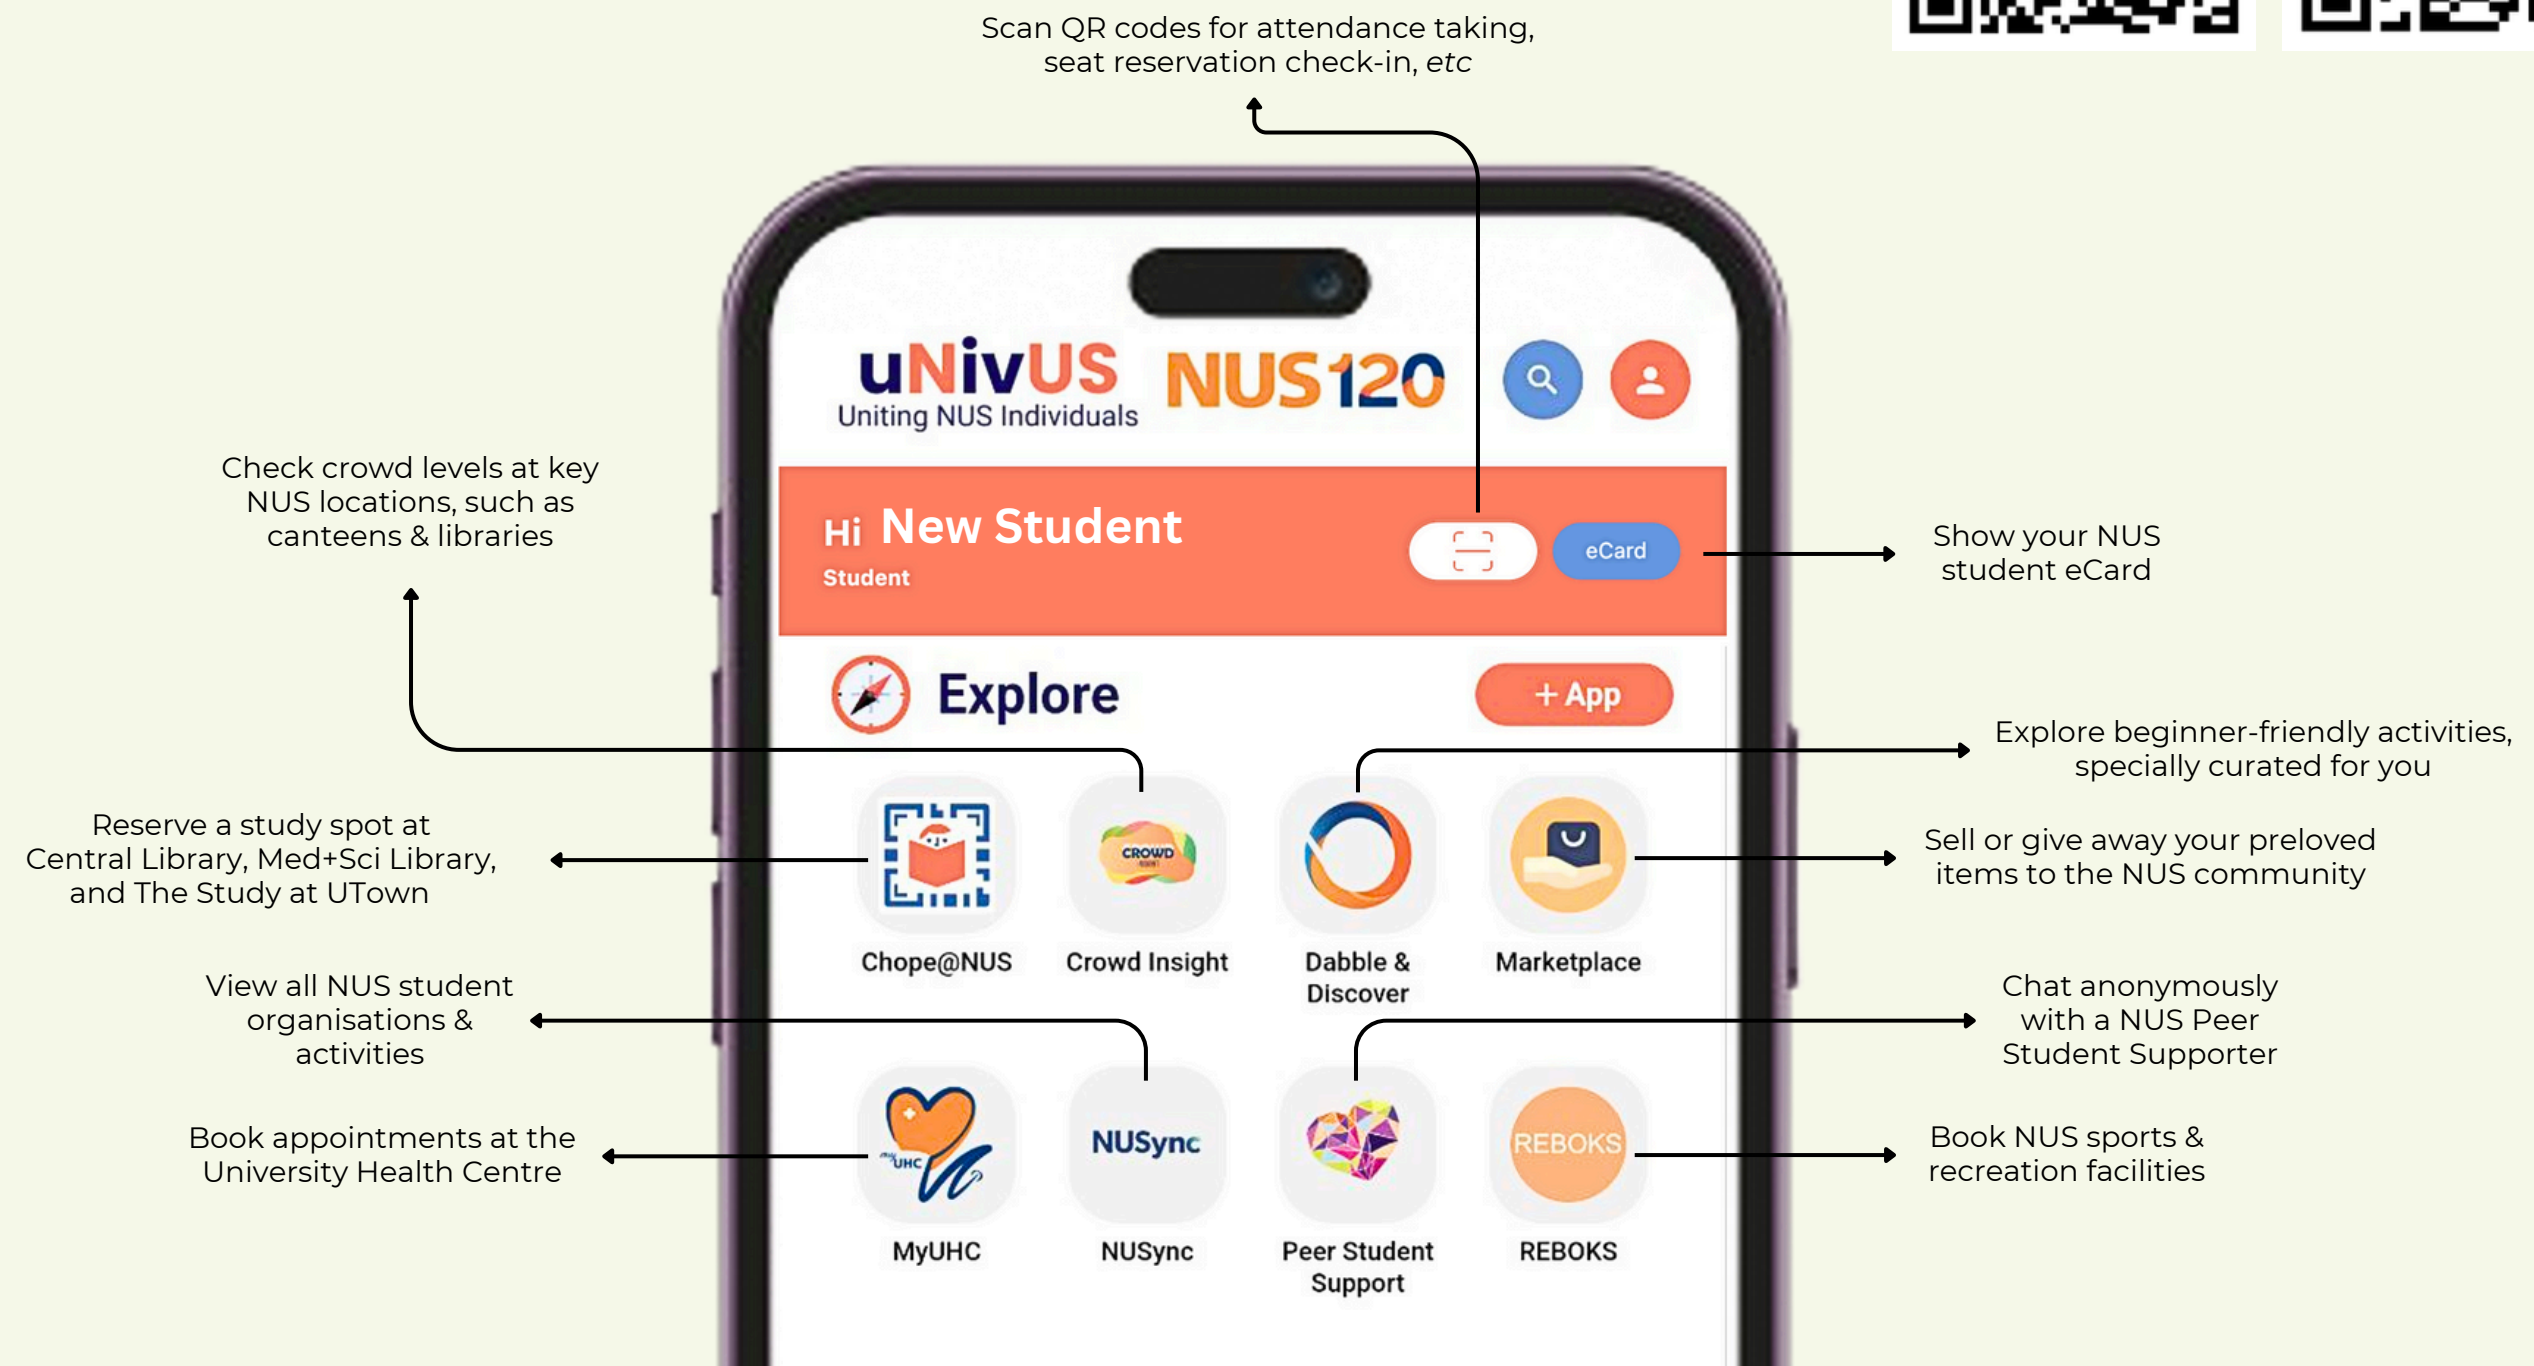 Scan QR codes for attendance taking,
seat reservation check-in, etc
uNivUS
Uniting NUS Individuals
NUS120
Check crowd levels at key
NUS locations, such as
canteens & libraries
Hi New Student
Student
eCard
Show your NUS
student eCard
Explore
+ App
Explore beginner-friendly activities,
specially curated for you
Reserve a study spot at
Central Library, Med+Sci Library,
and The Study at UTown
CROWD
Sell or give away your preloved
items to the NUS community
Chope@NUS
Crowd Insight
Dabble &
Discover
Marketplace
View all NUS student
organisations &
activities
Chat anonymously
with a NUS Peer
Student Supporter
Book appointments at the
University Health Centre
my UHC
NUSync
REBOKS
Book NUS sports &
recreation facilities
MyUHC
NUSync
Peer Student
Support
REBOKS